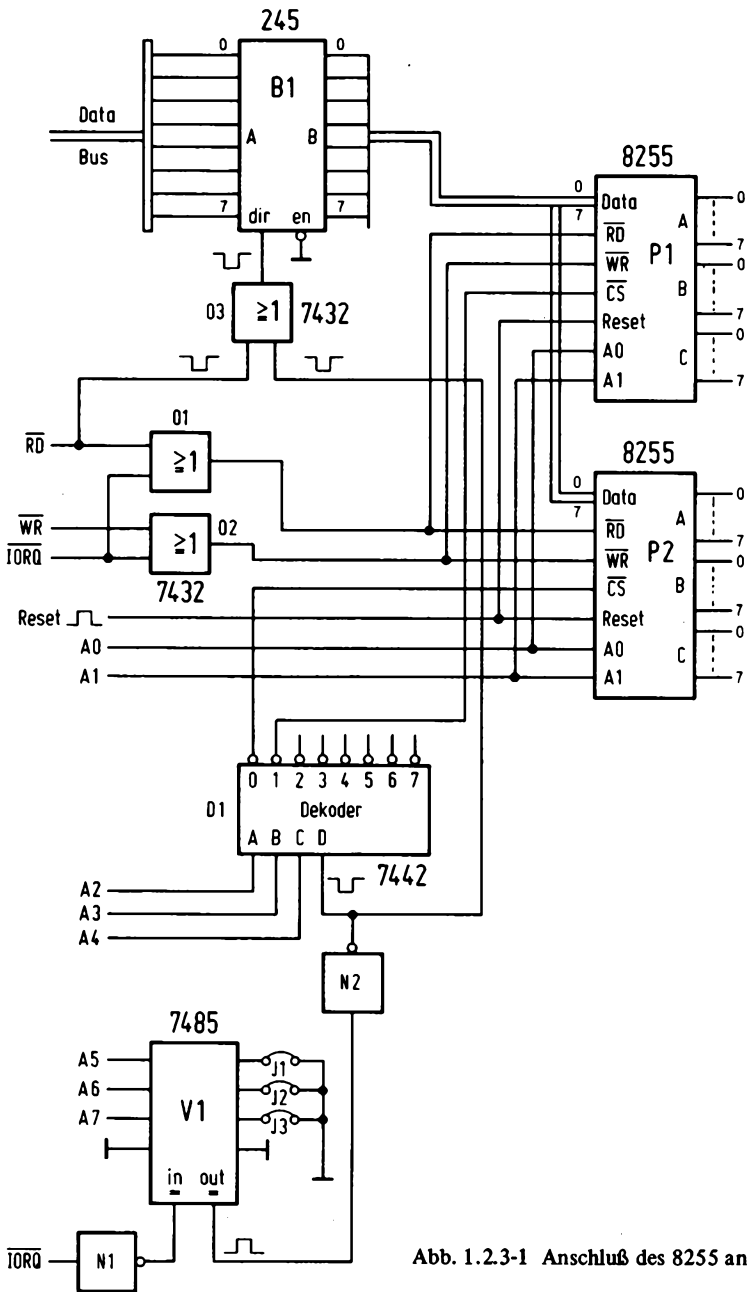 245
0 B1 0
Data
Bus
A B
7 dir en 7
O3 ≥1 7432
8255
0 Data A 0
7
RD 7
WR P1 0
CS B
Reset 7
A0 0
C
A1 7
RD
O1
≥1
WR
≥1 O2
IORQ
7432
8255
0 Data A 0
7
RD 7
WR P2 0
CS B
Reset 7
A0 0
C
A1 7
Reset
A0
A1
0 1 2 3 4 5 6 7
D1 Dekoder
A B C D
7442
A2
A3
A4
N2
7485
A5 J1
A6 J2
V1
A7 J3
in out
= =
IORQ N1
Abb. 1.2.3-1 Anschluß des 8255 an